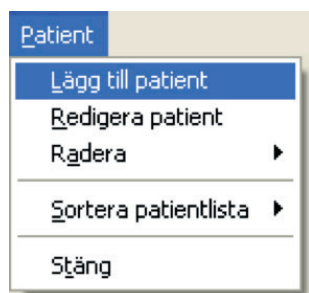 Patient
Lägg till patient
Redigera patient
Radera
Sortera patientlista
Stäng